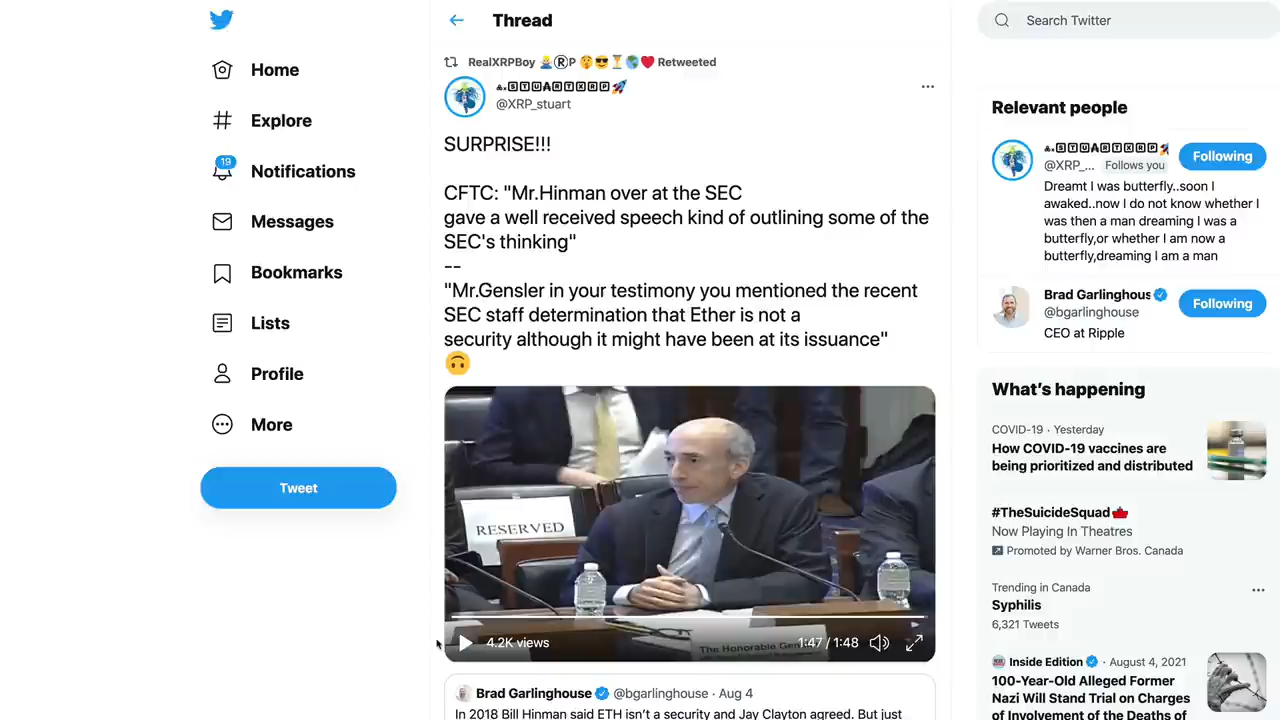 Home
Explore
19
Notifications
Messages
Bookmarks
Lists
Profile
More
Tweet
Thread
RealXRPBoy 🤷‍♂️ⓇP 🤫😎⏳🌎❤️ Retweeted
🆂🆃🆄🅰🆁🆃🆇🆁🅿🚀
@XRP_stuart
SURPRISE!!!
CFTC: "Mr.Hinman over at the SEC
gave a well received speech kind of outlining some of the
SEC's thinking"
--
"Mr.Gensler in your testimony you mentioned the recent
SEC staff determination that Ether is not a
security although it might have been at its issuance"
🙃
RESERVED
The Honorable
4.2K views
1:47 / 1:48
Brad Garlinghouse @bgarlinghouse · Aug 4
In 2018 Bill Hinman said ETH isn't a security and Jay Clayton agreed. But just
Search Twitter
Relevant people
🆂🆃🆄🅰🆁🆃🆇🆁🅿🚀
@XRP_... Follows you
Following
Dreamt I was butterfly..soon I
awaked..now I do not know whether I
was then a man dreaming I was a
butterfly,or whether I am now a
butterfly,dreaming I am a man
Brad Garlinghous
@bgarlinghouse
Following
CEO at Ripple
What's happening
COVID-19 · Yesterday
How COVID-19 vaccines are
being prioritized and distributed
#TheSuicideSquad
Now Playing In Theatres
Promoted by Warner Bros. Canada
Trending in Canada
Syphilis
6,321 Tweets
Inside Edition · August 4, 2021
100-Year-Old Alleged Former
Nazi Will Stand Trial on Charges
of Involvement of the Deaths of